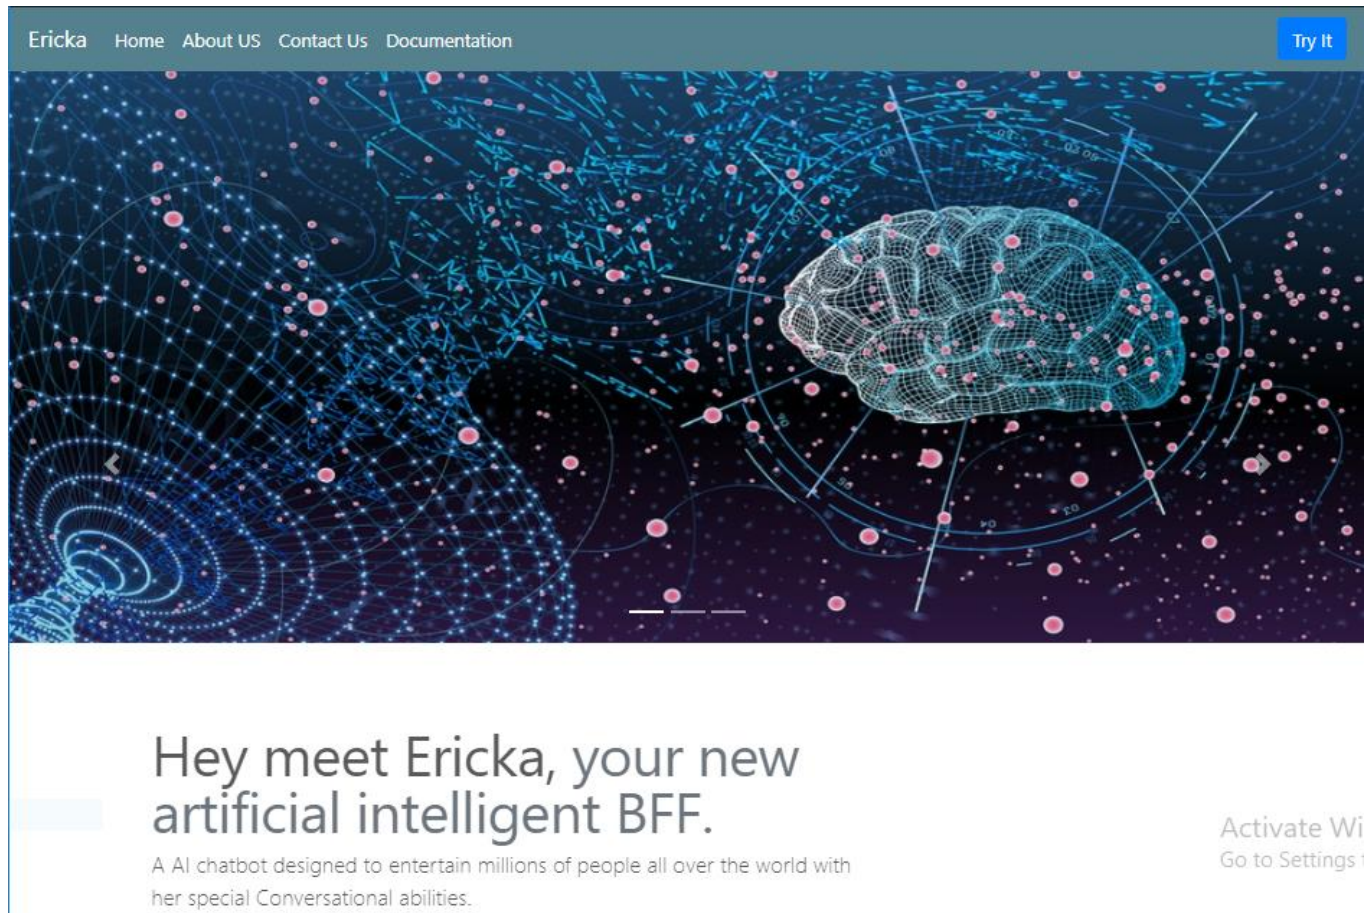 Ericka Home About US Contact Us Documentation Try It
Hey meet Ericka, your new
artificial intelligent BFF.
A AI chatbot designed to entertain millions of people all over the world with
her special Conversational abilities.
Activate Wi
Go to Settings